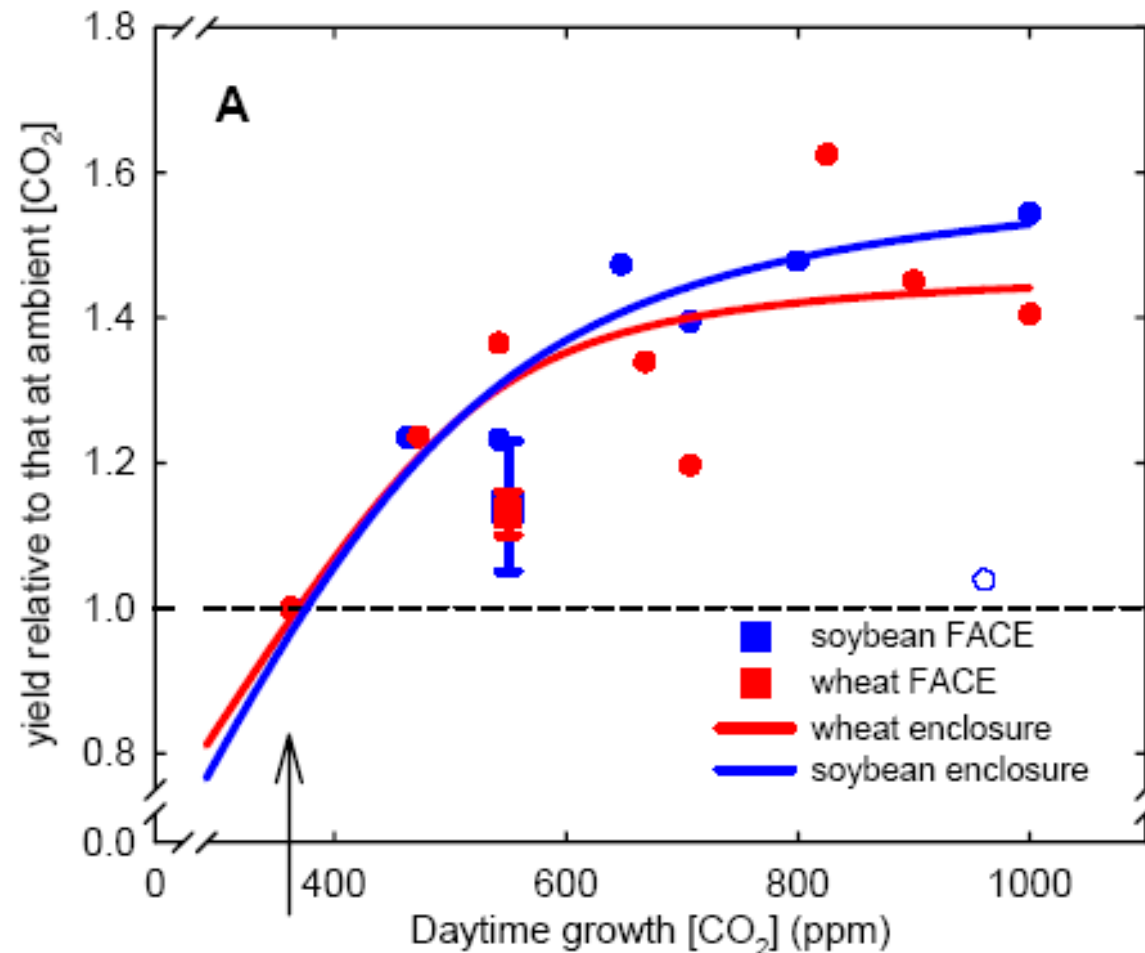 1.8
A
1.6
1.4
1.2
1.0
0.8
0.0
yield relative to that at ambient [CO₂]
soybean FACE
wheat FACE
wheat enclosure
soybean enclosure
0 400 600 800 1000
Daytime growth [CO₂] (ppm)